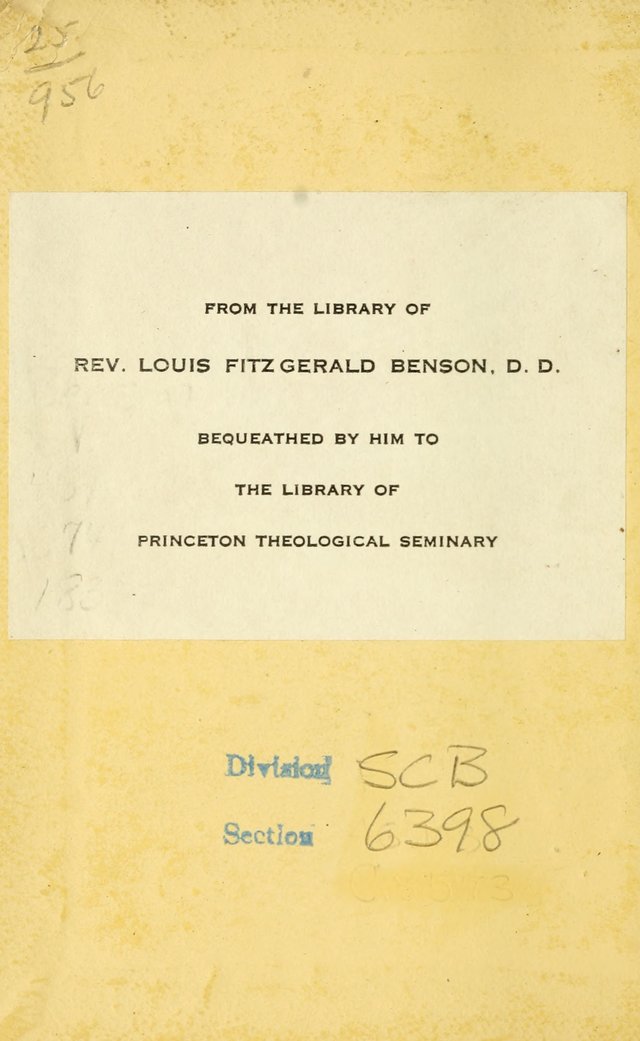 25
956
FROM THE LIBRARY OF
REV. LOUIS FITZGERALD BENSON, D. D.
BEQUEATHED BY HIM TO
THE LIBRARY OF
PRINCETON THEOLOGICAL SEMINARY
Division SCB
Section 6398